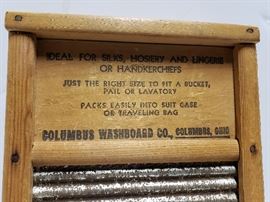 IDEAL FOR SILKS, HOSIERY AND LINGERIE
OR HANDKERCHIEFS
JUST THE RIGHT SIZE TO FIT A BUCKET,
PAIL OR LAVATORY
PACKS EASILY INTO SUIT CASE
OR TRAVELING BAG
COLUMBUS WASHBOARD CO., COLUMBUS, OHIO